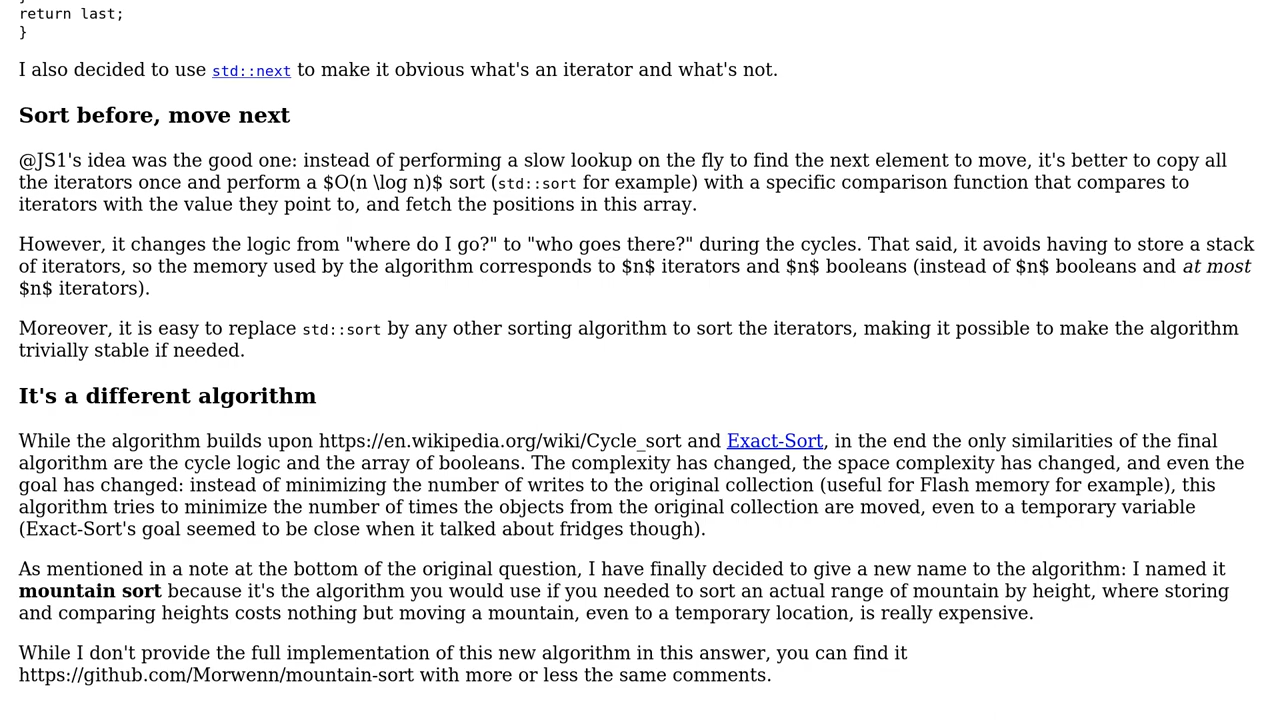 return last;
}
I also decided to use std::next to make it obvious what's an iterator and what's not.
Sort before, move next
@JS1's idea was the good one: instead of performing a slow lookup on the fly to find the next element to move, it's better to copy all
the iterators once and perform a $O(n \log n)$ sort (std::sort for example) with a specific comparison function that compares to
iterators with the value they point to, and fetch the positions in this array.
However, it changes the logic from "where do I go?" to "who goes there?" during the cycles. That said, it avoids having to store a stack
of iterators, so the memory used by the algorithm corresponds to $n$ iterators and $n$ booleans (instead of $n$ booleans and at most
$n$ iterators).
Moreover, it is easy to replace std::sort by any other sorting algorithm to sort the iterators, making it possible to make the algorithm
trivially stable if needed.
It's a different algorithm
While the algorithm builds upon https://en.wikipedia.org/wiki/Cycle_sort and Exact-Sort, in the end the only similarities of the final
algorithm are the cycle logic and the array of booleans. The complexity has changed, the space complexity has changed, and even the
goal has changed: instead of minimizing the number of writes to the original collection (useful for Flash memory for example), this
algorithm tries to minimize the number of times the objects from the original collection are moved, even to a temporary variable
(Exact-Sort's goal seemed to be close when it talked about fridges though).
As mentioned in a note at the bottom of the original question, I have finally decided to give a new name to the algorithm: I named it
mountain sort because it's the algorithm you would use if you needed to sort an actual range of mountain by height, where storing
and comparing heights costs nothing but moving a mountain, even to a temporary location, is really expensive.
While I don't provide the full implementation of this new algorithm in this answer, you can find it
https://github.com/Morwenn/mountain-sort with more or less the same comments.